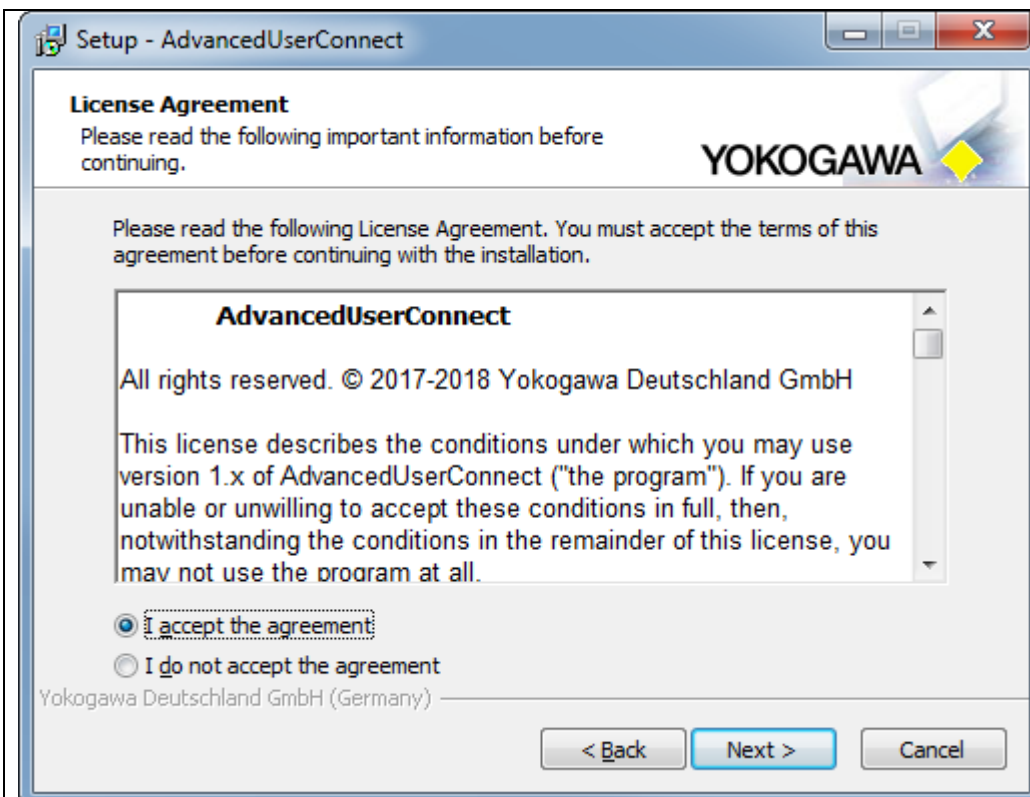 Setup - AdvancedUserConnect
License Agreement
Please read the following important information before
continuing.
YOKOGAWA
Please read the following License Agreement. You must accept the terms of this
agreement before continuing with the installation.
AdvancedUserConnect
All rights reserved. © 2017-2018 Yokogawa Deutschland GmbH
This license describes the conditions under which you may use
version 1.x of AdvancedUserConnect ("the program"). If you are
unable or unwilling to accept these conditions in full, then,
notwithstanding the conditions in the remainder of this license, you
may not use the program at all.
I accept the agreement
I do not accept the agreement
Yokogawa Deutschland GmbH (Germany)
< Back
Next >
Cancel